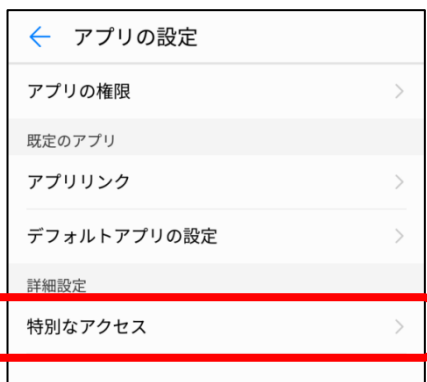 アプリの設定
アプリの権限
既定のアプリ
アプリリンク
デフォルトアプリの設定
詳細設定
特別なアクセス